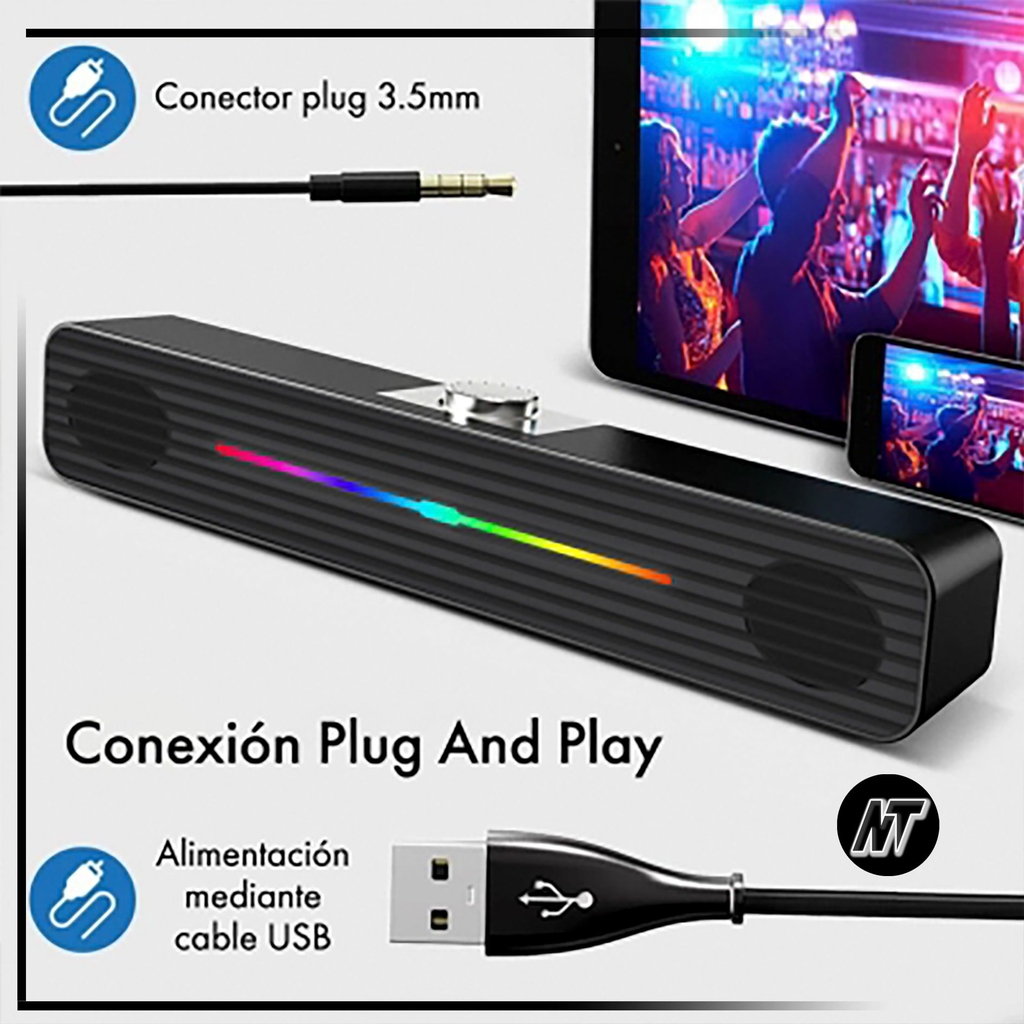 Conector plug 3.5mm
Conexión Plug And Play
NT
Alimentación
mediante
cable USB